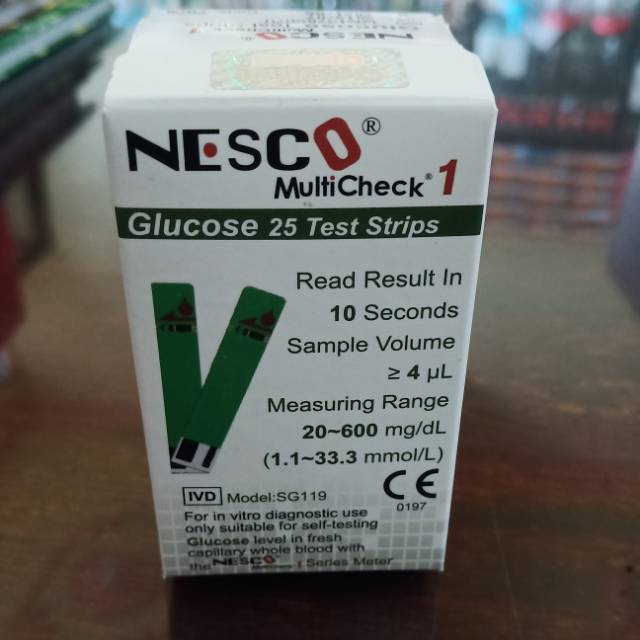 NESCO®
MultiCheck® 1
Glucose 25 Test Strips
Read Result In
10 Seconds
Sample Volume
≥ 4 µL
Measuring Range
20~600 mg/dL
(1.1~33.3 mmol/L)
CE
0197
IVD Model:SG119
For in vitro diagnostic use
only suitable for self-testing
Glucose level in fresh
capillary whole blood with
the NESCO 1 Series Meter